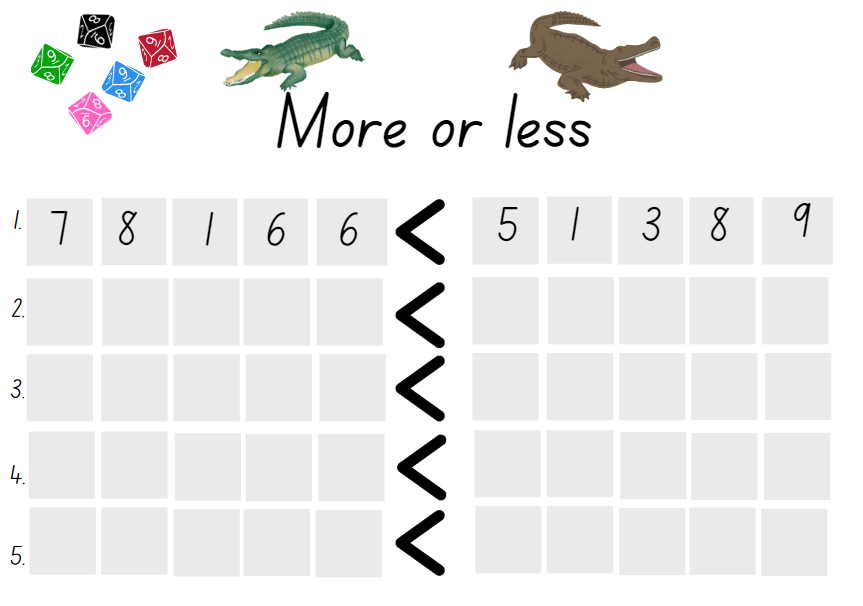 More or less
1. 7 8 1 6 6 < 5 1 3 8 9
2. <
3. <
4. <
5. <